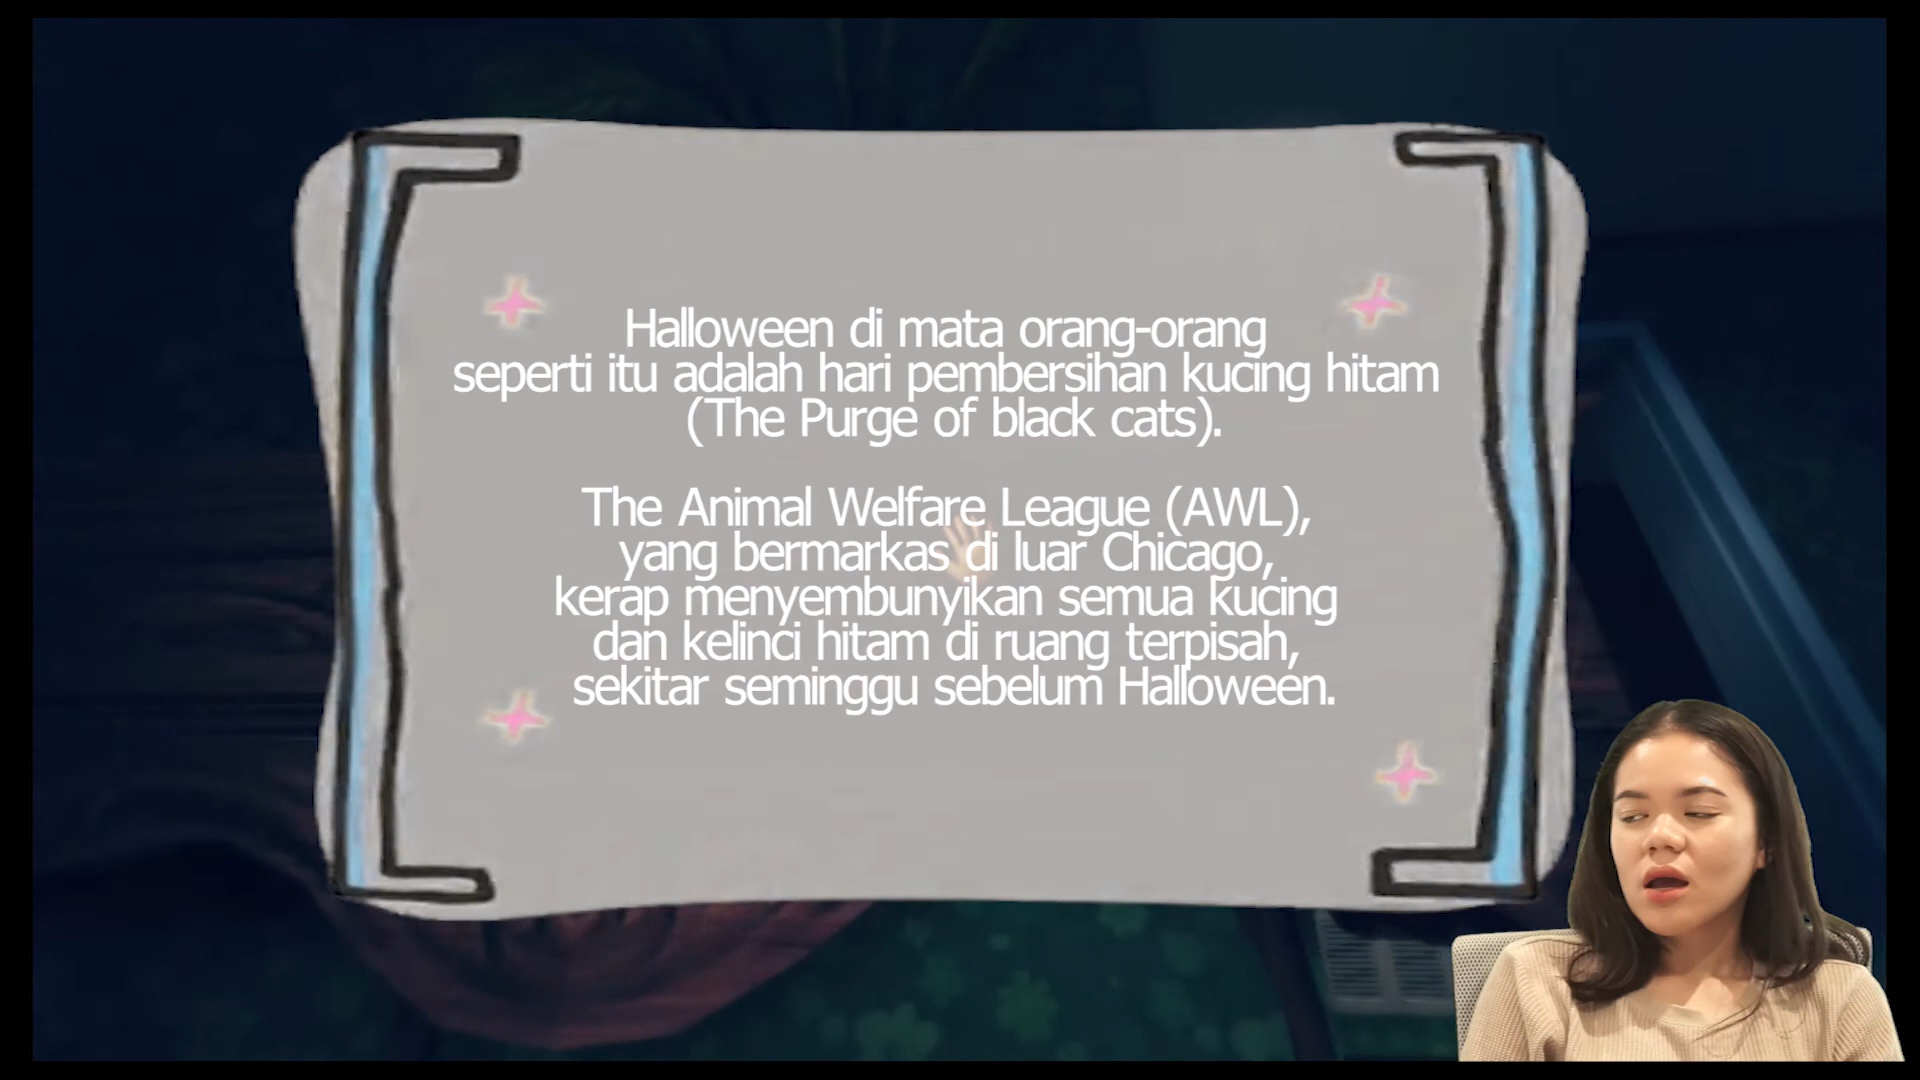 Halloween di mata orang-orang
seperti itu adalah hari pembersihan kucing hitam
(The Purge of black cats).
The Animal Welfare League (AWL),
yang bermarkas di luar Chicago,
kerap menyembunyikan semua kucing
dan kelinci hitam di ruang terpisah,
sekitar seminggu sebelum Halloween.